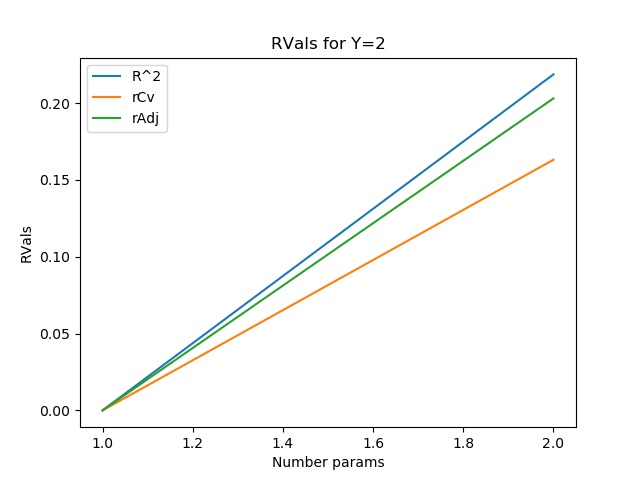 RVals for Y=2
R^2
rCv
rAdj
0.20
0.15
0.10
0.05
0.00
RVals
1.0 1.2 1.4 1.6 1.8 2.0
Number params